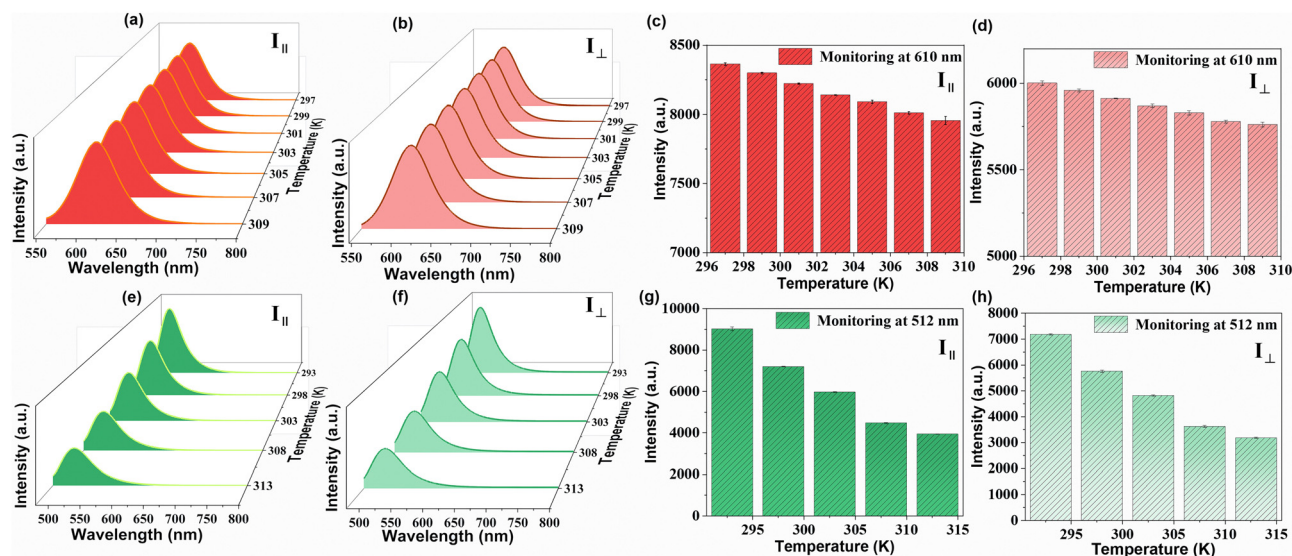 (a)
I∥
297
299
301
303
305
307
309
Temperature (K)
Intensity (a.u.)
550 600 650 700 750 800
Wavelength (nm)
(b)
I⊥
297
299
301
303
305
307
309
Temperature (K)
Intensity (a.u.)
550 600 650 700 750 800
Wavelength (nm)
(c)
Monitoring at 610 nm
I∥
8500
8000
7500
7000
Intensity (a.u.)
296 298 300 302 304 306 308 310
Temperature (K)
(d)
Monitoring at 610 nm
I⊥
6000
5750
5500
5000
Intensity (a.u.)
296 298 300 302 304 306 308 310
Temperature (K)
(e)
I∥
293
298
303
308
313
Temperature (K)
Intensity (a.u.)
500 550 600 650 700 750 800
Wavelength (nm)
(f)
I⊥
293
298
303
308
313
Temperature (K)
Intensity (a.u.)
500 550 600 650 700 750 800
Wavelength (nm)
(g)
Monitoring at 512 nm
I∥
10000
8000
6000
4000
2000
0
Intensity (a.u.)
295 300 305 310 315
Temperature (K)
(h)
Monitoring at 512 nm
I⊥
8000
7000
6000
5000
4000
3000
2000
1000
0
Intensity (a.u.)
295 300 305 310 315
Temperature (K)